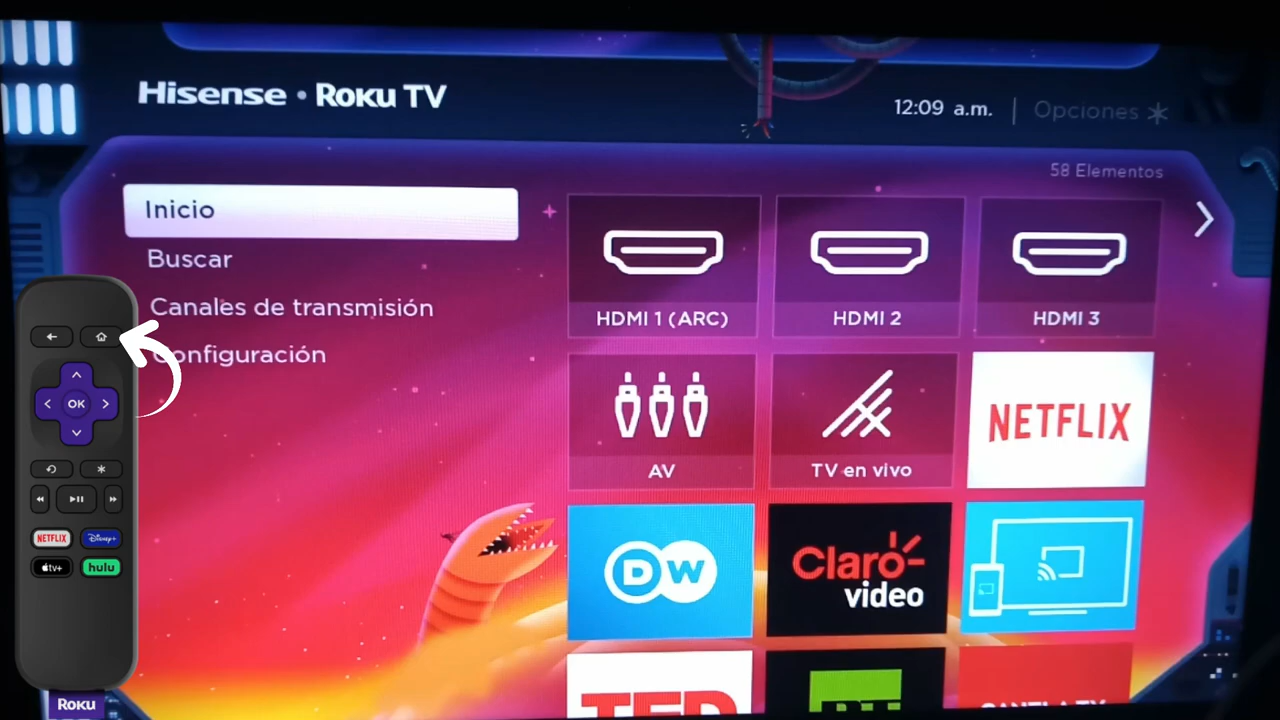 Hisense • Roku TV
12:09 a.m. | Opciones
58 Elementos
Inicio
Buscar
Canales de transmisión
Configuración
HDMI 1 (ARC)
HDMI 2
HDMI 3
AV
TV en vivo
NETFLIX
DW
Claro
video
TED
OK
NETFLIX
Disney+
tv+
hulu
Roku